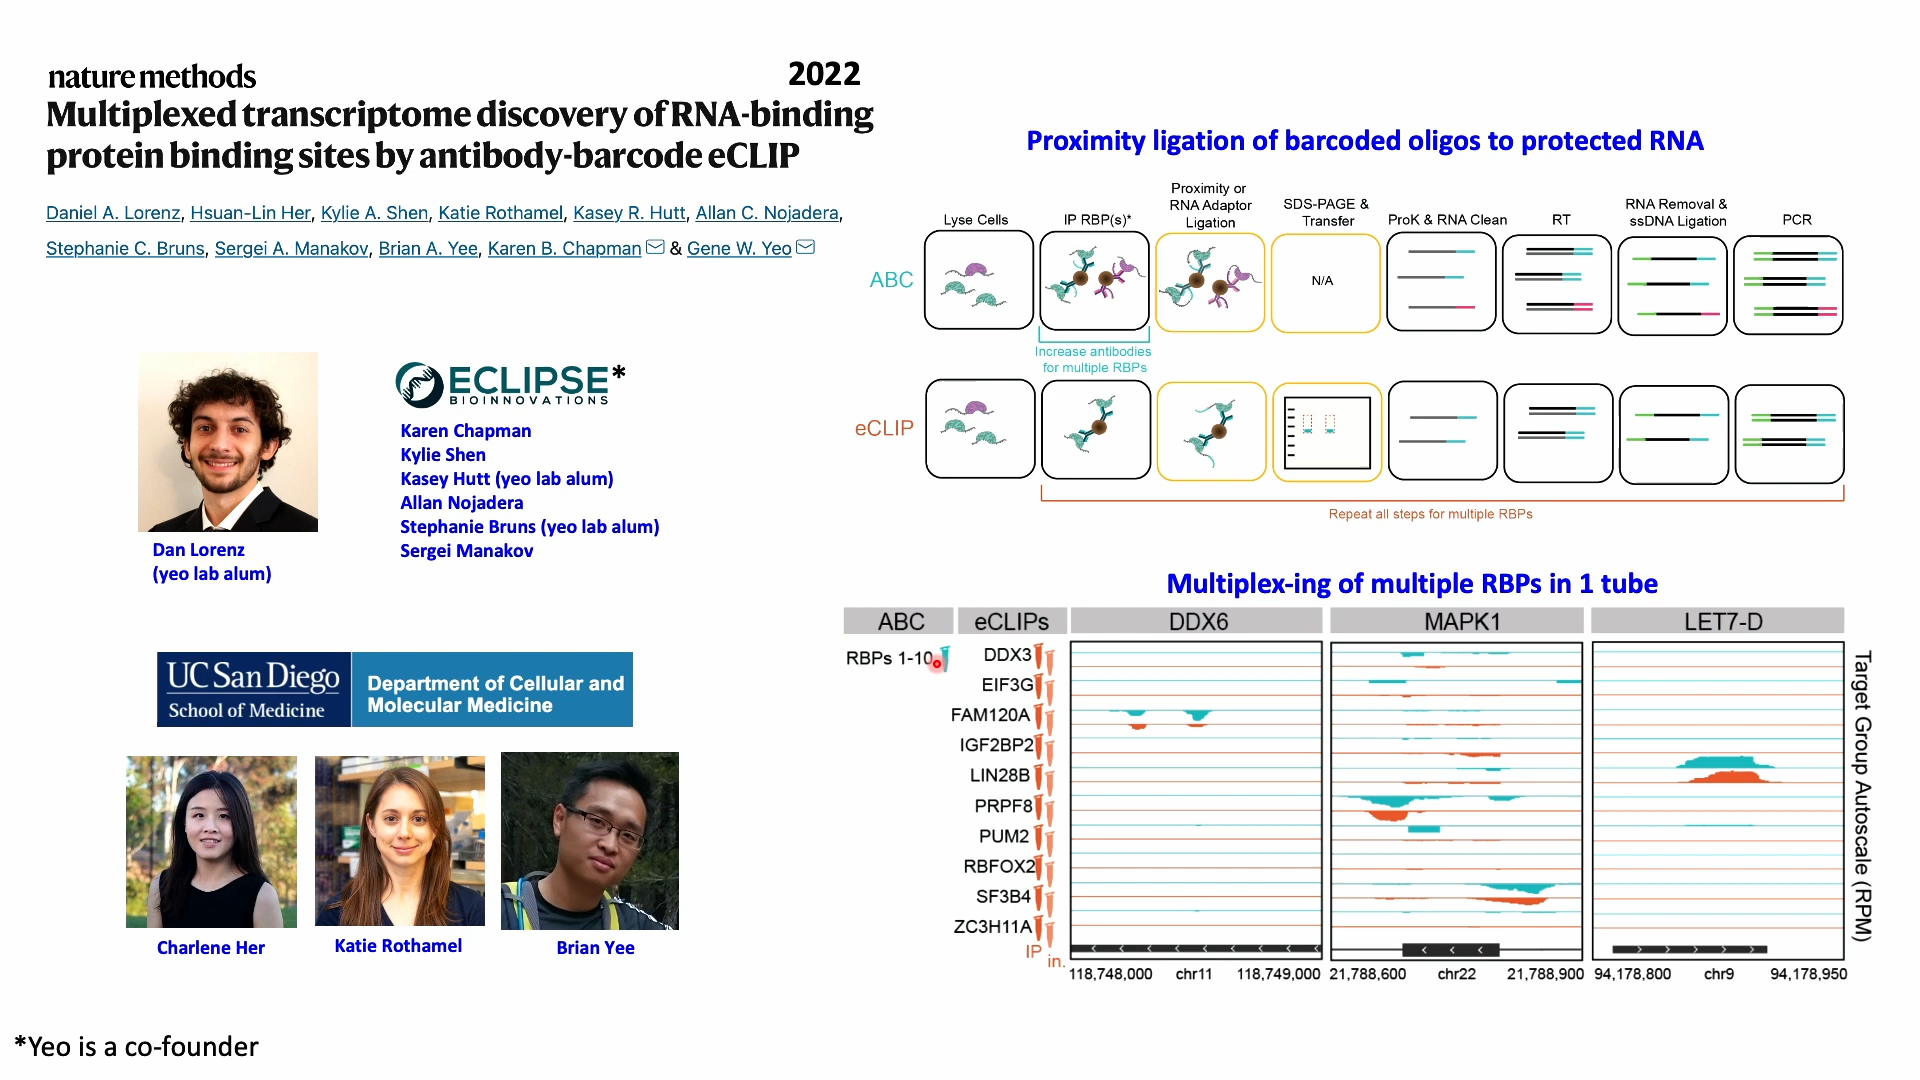 nature methods
2022
Multiplexed transcriptome discovery of RNA-binding
protein binding sites by antibody-barcode eCLIP
Daniel A. Lorenz, Hsuan-Lin Her, Kylie A. Shen, Katie Rothamel, Kasey R. Hutt, Allan C. Nojadera,
Stephanie C. Bruns, Sergei A. Manakov, Brian A. Yee, Karen B. Chapman & Gene W. Yeo
Dan Lorenz
(yeo lab alum)
ECLIPSE*
BIOINNOVATIONS
Karen Chapman
Kylie Shen
Kasey Hutt (yeo lab alum)
Allan Nojadera
Stephanie Bruns (yeo lab alum)
Sergei Manakov
UC San Diego
School of Medicine
Department of Cellular and
Molecular Medicine
Charlene Her
Katie Rothamel
Brian Yee
*Yeo is a co-founder
Proximity ligation of barcoded oligos to protected RNA
Lyse Cells
IP RBP(s)*
Proximity or
RNA Adaptor
Ligation
SDS-PAGE &
Transfer
ProK & RNA Clean
RT
RNA Removal &
ssDNA Ligation
PCR
ABC
N/A
Increase antibodies
for multiple RBPs
eCLIP
Repeat all steps for multiple RBPs
Multiplex-ing of multiple RBPs in 1 tube
ABC
eCLIPs
DDX6
MAPK1
LET7-D
RBPs 1-10
DDX3
EIF3G
FAM120A
IGF2BP2
LIN28B
PRPF8
PUM2
RBFOX2
SF3B4
ZC3H11A
IP
in.
118,748,000 chr11 118,749,000
21,788,600 chr22 21,788,900
94,178,800 chr9 94,178,950
Target Group Autoscale (RPM)